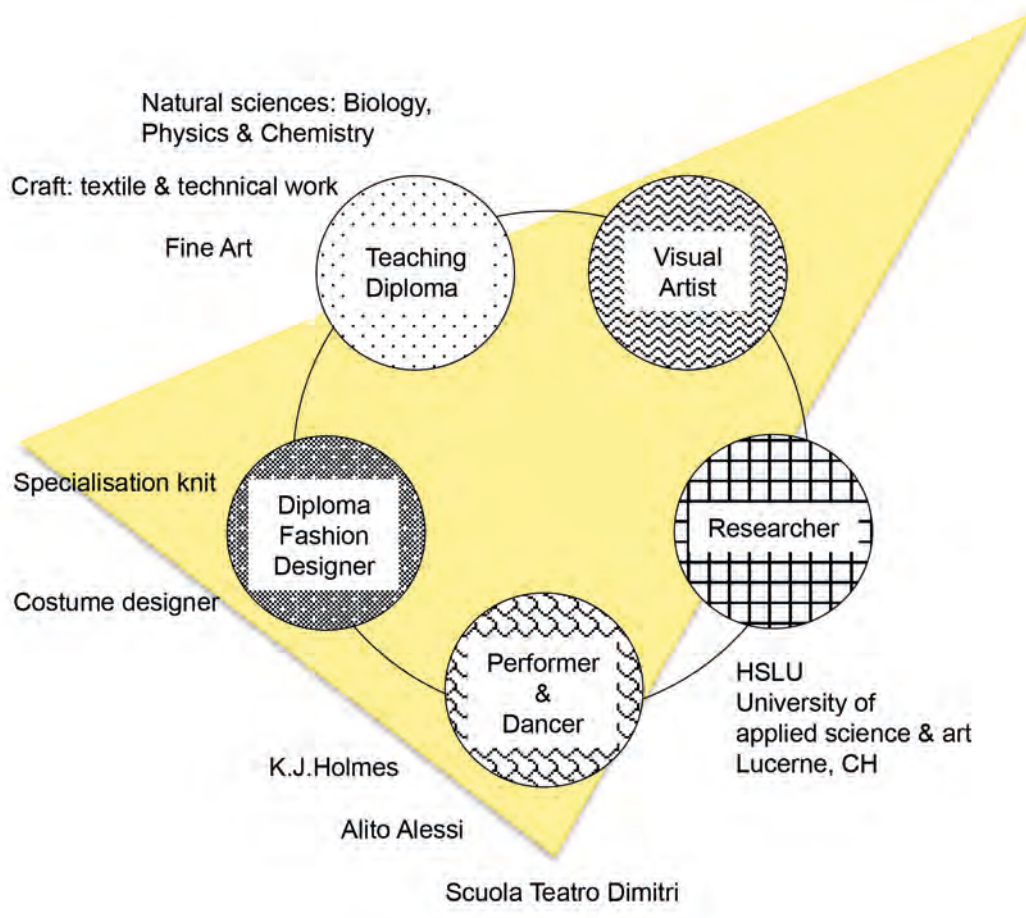 Natural sciences: Biology,
Physics & Chemistry
Craft: textile & technical work
Fine Art
Teaching
Diploma
Visual
Artist
Specialisation knit
Diploma
Fashion
Designer
Costume designer
Researcher
HSLU
University of
applied science & art
Lucerne, CH
Performer
&
Dancer
K.J.Holmes
Alito Alessi
Scuola Teatro Dimitri